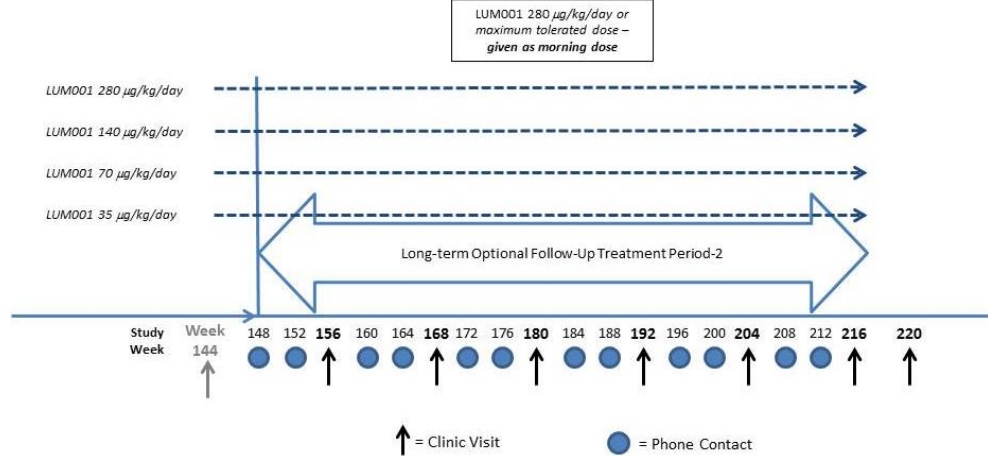 LUM001 280 µg/kg/day or
maximum tolerated dose –
given as morning dose
LUM001 280 µg/kg/day
LUM001 140 µg/kg/day
LUM001 70 µg/kg/day
LUM001 35 µg/kg/day
Long-term Optional Follow-Up Treatment Period-2
Study Week 148 152 156 160 164 168 172 176 180 184 188 192 196 200 204 208 212 216 220
Week 144
= Clinic Visit = Phone Contact